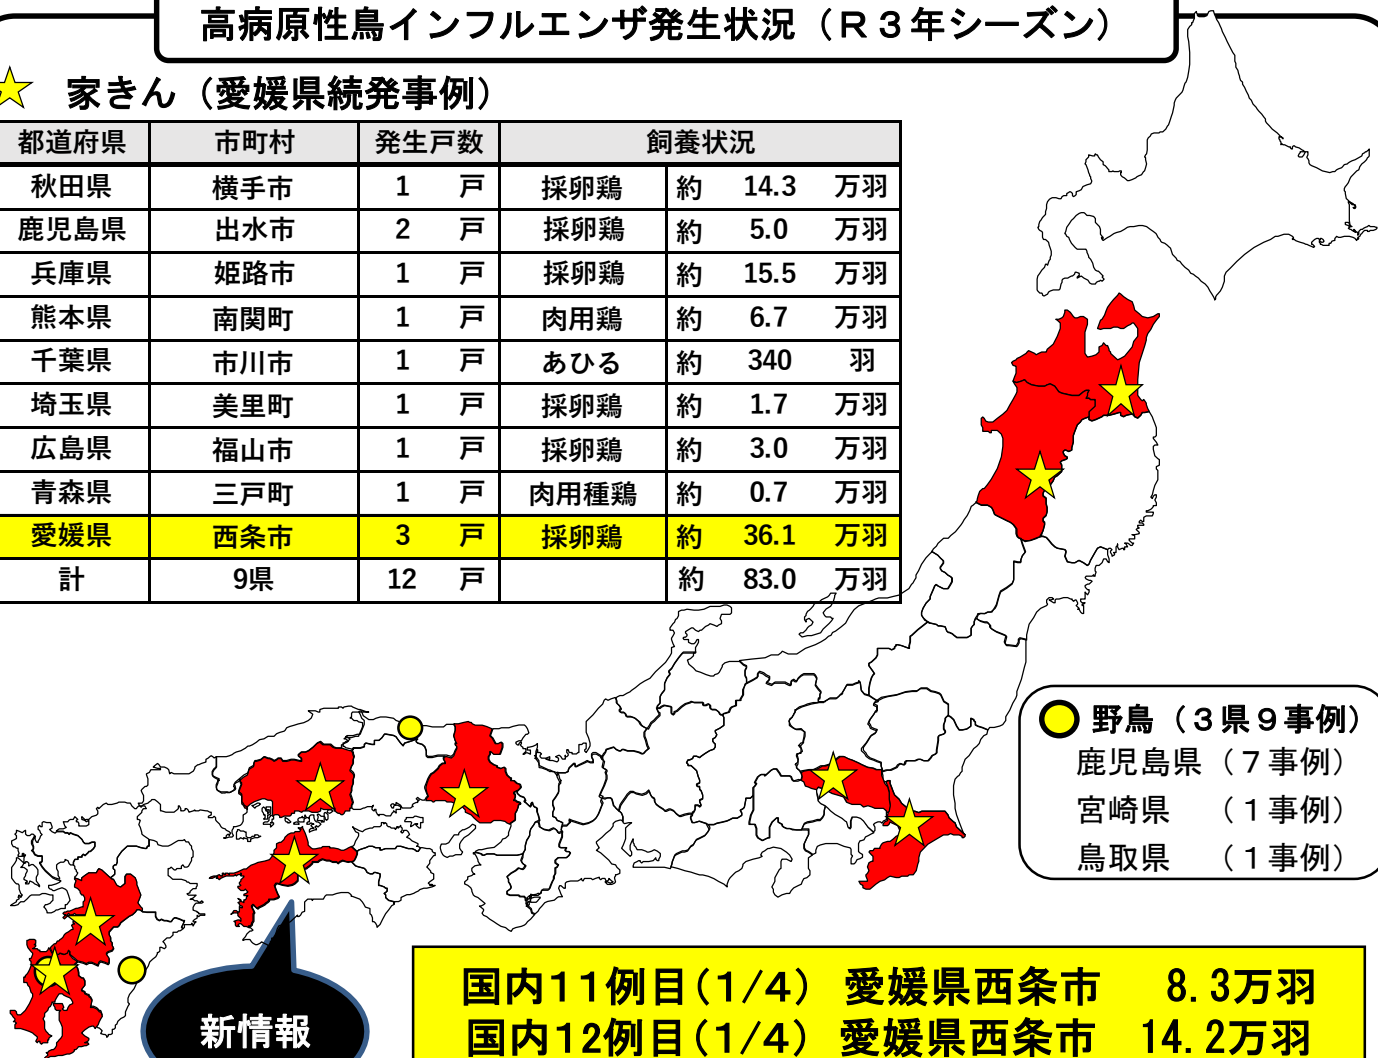 高病原性鳥インフルエンザ発生状況（Ｒ３年シーズン）
家きん（愛媛県続発事例）
都道府県 市町村 発生戸数 飼養状況
秋田県 横手市 1 戸 採卵鶏 約 14.3 万羽
鹿児島県 出水市 2 戸 採卵鶏 約 5.0 万羽
兵庫県 姫路市 1 戸 採卵鶏 約 15.5 万羽
熊本県 南関町 1 戸 肉用鶏 約 6.7 万羽
千葉県 市川市 1 戸 あひる 約 340 羽
埼玉県 美里町 1 戸 採卵鶏 約 1.7 万羽
広島県 福山市 1 戸 採卵鶏 約 3.0 万羽
青森県 三戸町 1 戸 肉用種鶏 約 0.7 万羽
愛媛県 西条市 3 戸 採卵鶏 約 36.1 万羽
計 9県 12 戸 約 83.0 万羽
野鳥（３県９事例）
鹿児島県（７事例）
宮崎県　（１事例）
鳥取県　（１事例）
新情報
国内11例目(1/4) 愛媛県西条市 8.3万羽
国内12例目(1/4) 愛媛県西条市 14.2万羽